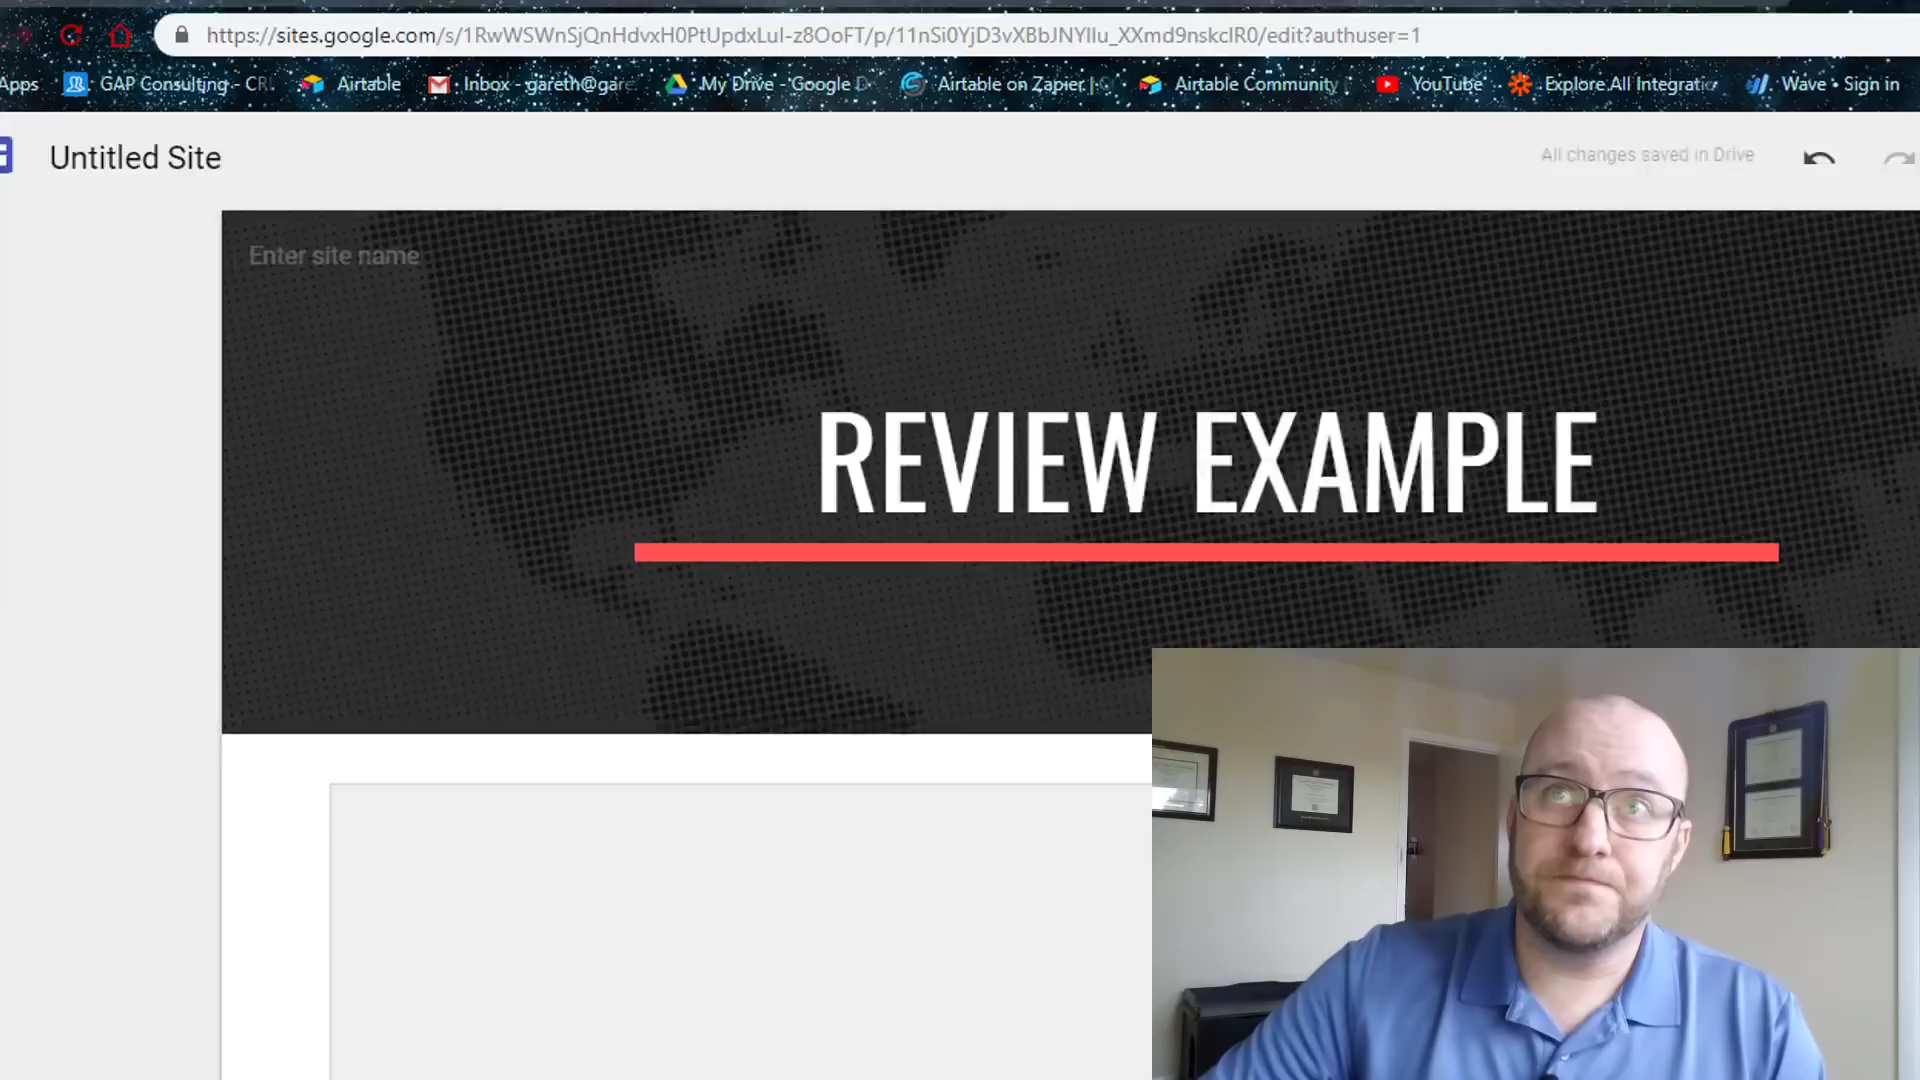 https://sites.google.com/s/1RwWSWnSjQnHdvxH0PtUpdxLuI-z8OoFT/p/11nSi0YjD3vXBbJNYIlu_XXmd9nskclR0/edit?authuser=1
Apps GAP Consulting - CR Airtable Inbox - gareth@gare My Drive - Google D Airtable on Zapier | Airtable Community YouTube Explore All Integratio Wave • Sign in
Untitled Site
All changes saved in Drive
Enter site name
REVIEW EXAMPLE